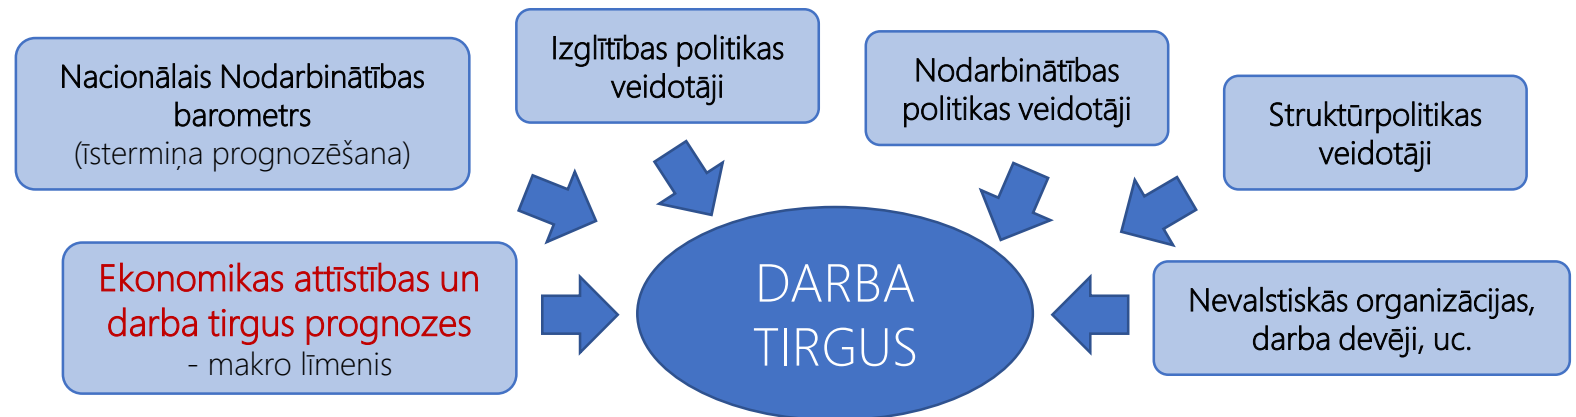 Nacionālais Nodarbinātības
barometrs
(īstermiņa prognozēšana)
Izglītības politikas
veidotāji
Nodarbinātības
politikas veidotāji
Struktūrpolitikas
veidotāji
Ekonomikas attīstības un
darba tirgus prognozes
- makro līmenis
DARBA
TIRGUS
Nevalstiskās organizācijas,
darba devēji, uc.